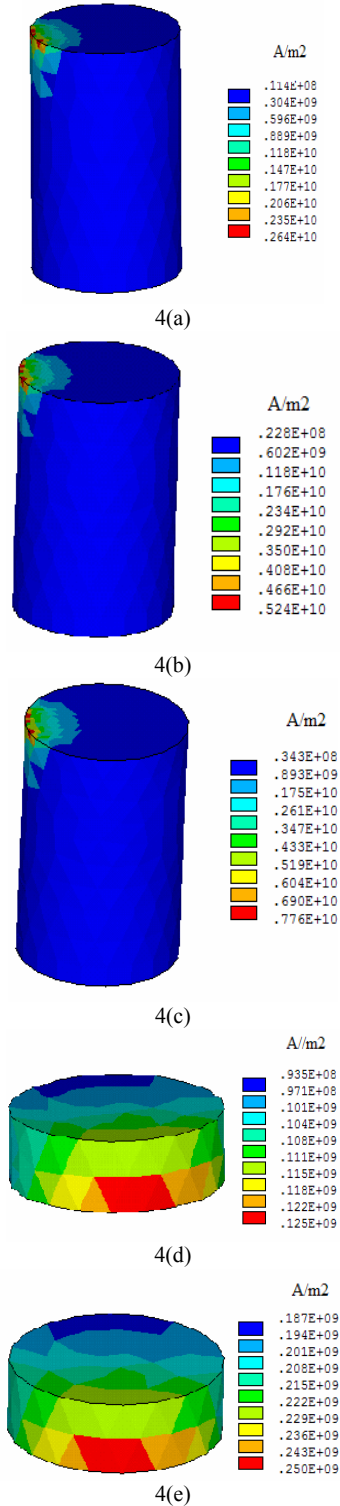 A/m2
.114E+08
.304E+09
.596E+09
.889E+09
.118E+10
.147E+10
.177E+10
.206E+10
.235E+10
.264E+10
4(a)
A/m2
.228E+08
.602E+09
.118E+10
.176E+10
.234E+10
.292E+10
.350E+10
.408E+10
.466E+10
.524E+10
4(b)
A/m2
.343E+08
.893E+09
.175E+10
.261E+10
.347E+10
.433E+10
.519E+10
.604E+10
.690E+10
.776E+10
4(c)
A//m2
.935E+08
.971E+08
.101E+09
.104E+09
.108E+09
.111E+09
.115E+09
.118E+09
.122E+09
.125E+09
4(d)
A/m2
.187E+09
.194E+09
.201E+09
.208E+09
.215E+09
.222E+09
.229E+09
.236E+09
.243E+09
.250E+09
4(e)